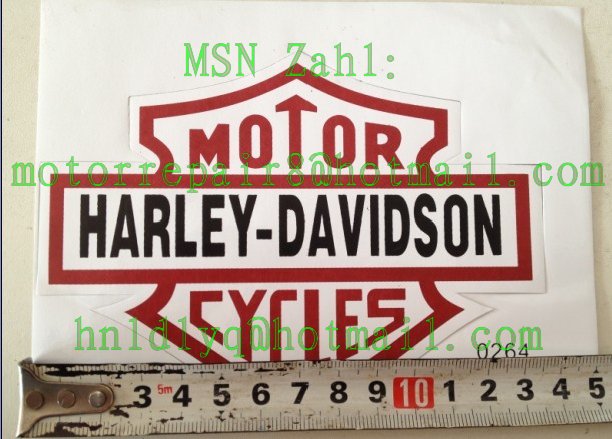 MSN Zahl:
MOTOR
motorrepair8@hotmail.com
HARLEY-DAVIDSON
CYCLES
hnldlyq@hotmail.com
0264
3 5m 4 5 6 7 8 9 10 1 2 3 4 5